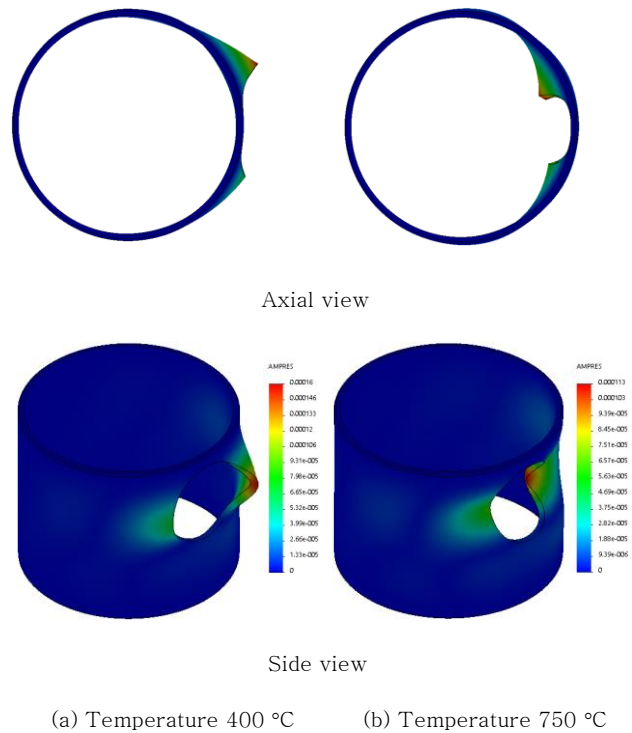 Axial view
AMPRES
0.00016
0.000146
0.000133
0.00012
0.000106
9.31e-005
7.98e-005
6.65e-005
5.32e-005
3.99e-005
2.66e-005
1.33e-005
0
AMPRES
0.000113
0.000103
9.39e-005
8.45e-005
7.51e-005
6.57e-005
5.63e-005
4.69e-005
3.75e-005
2.82e-005
1.88e-005
9.39e-006
0
Side view
(a) Temperature 400 ℃
(b) Temperature 750 ℃